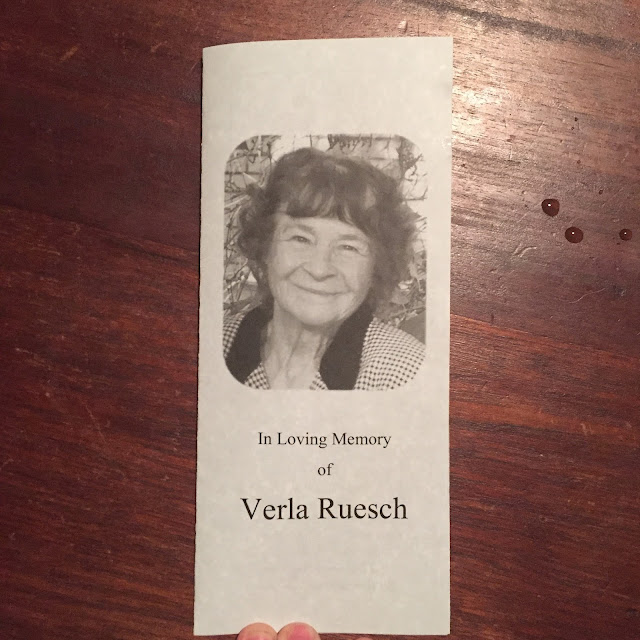 In Loving Memory
of
Verla Ruesch